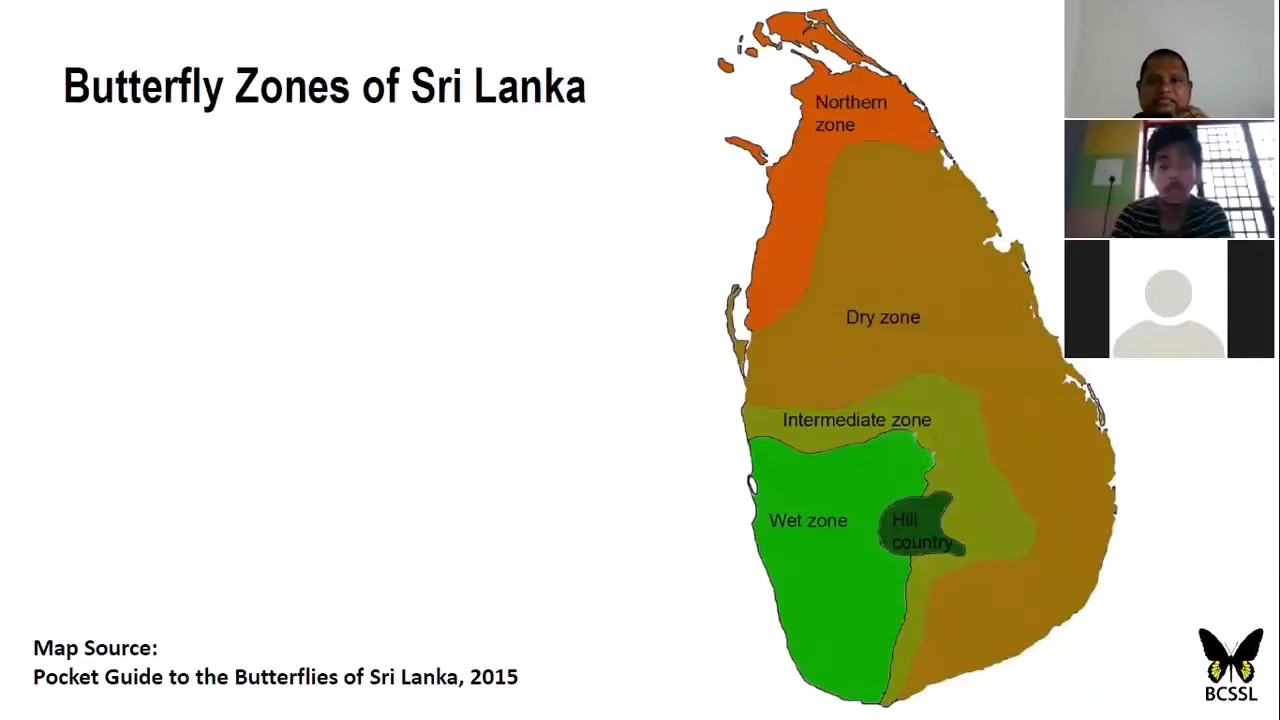 Butterfly Zones of Sri Lanka
Northern
zone
Dry zone
Intermediate zone
Wet zone
Hill
country
Map Source:
Pocket Guide to the Butterflies of Sri Lanka, 2015
BCSSL